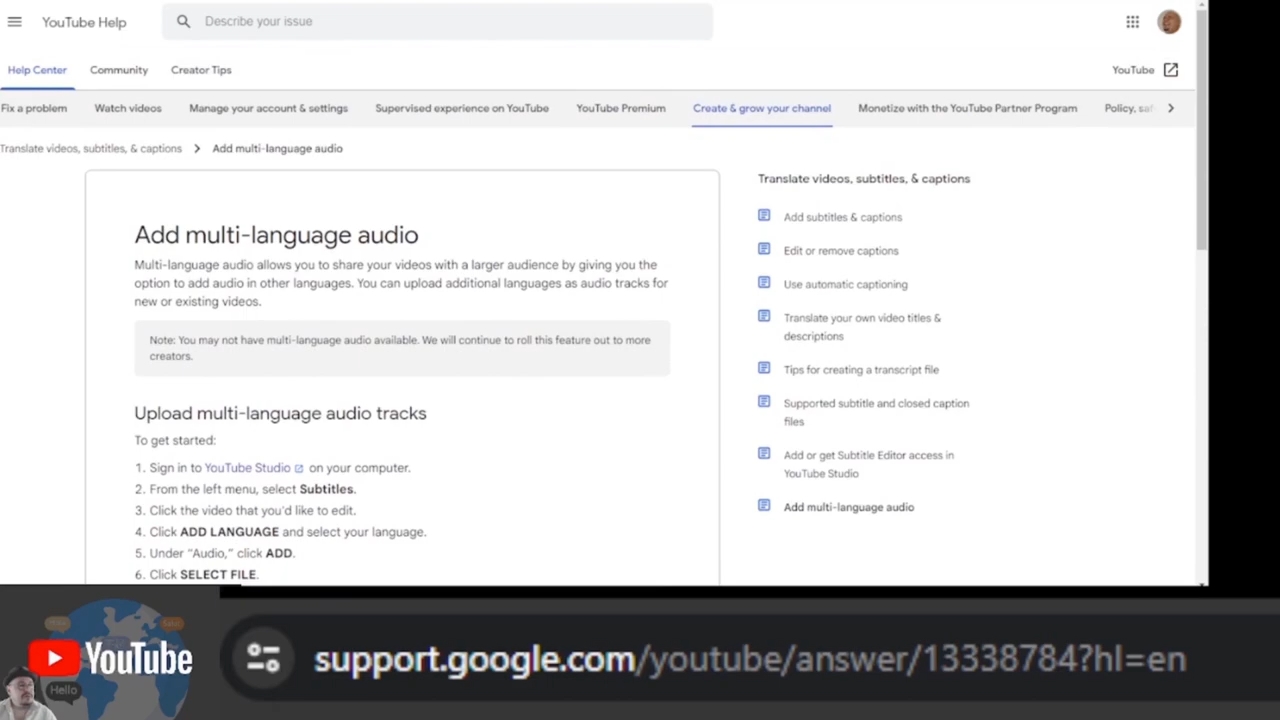 YouTube Help
Describe your issue
Help Center
Community
Creator Tips
YouTube
Fix a problem
Watch videos
Manage your account & settings
Supervised experience on YouTube
YouTube Premium
Create & grow your channel
Monetize with the YouTube Partner Program
Policy,
Translate videos, subtitles, & captions
Add multi-language audio
Add multi-language audio
Multi-language audio allows you to share your videos with a larger audience by giving you the
option to add audio in other languages. You can upload additional languages as audio tracks for
new or existing videos.
Note: You may not have multi-language audio available. We will continue to roll this feature out to more
creators.
Upload multi-language audio tracks
To get started:
1. Sign in to YouTube Studio on your computer.
2. From the left menu, select Subtitles.
3. Click the video that you'd like to edit.
4. Click ADD LANGUAGE and select your language.
5. Under "Audio," click ADD.
6. Click SELECT FILE.
Translate videos, subtitles, & captions
Add subtitles & captions
Edit or remove captions
Use automatic captioning
Translate your own video titles &
descriptions
Tips for creating a transcript file
Supported subtitle and closed caption
files
Add or get Subtitle Editor access in
YouTube Studio
Add multi-language audio
YouTube
Hello
support.google.com/youtube/answer/13338784?hl=en